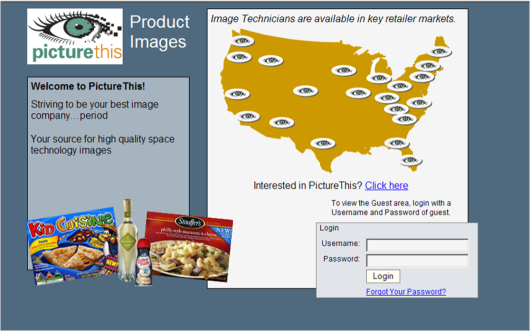 picturethis
Product
Images
Image Technicians are available in key retailer markets.
Welcome to PictureThis!
Striving to be your best image
company...period
Your source for high quality space
technology images
Interested in PictureThis? Click here
To view the Guest area, login with a
Username and Password of guest.
KiD CUiSiNE
Stouffer's
NEW
Login
Username:
Password:
Login
Forgot Your Password?